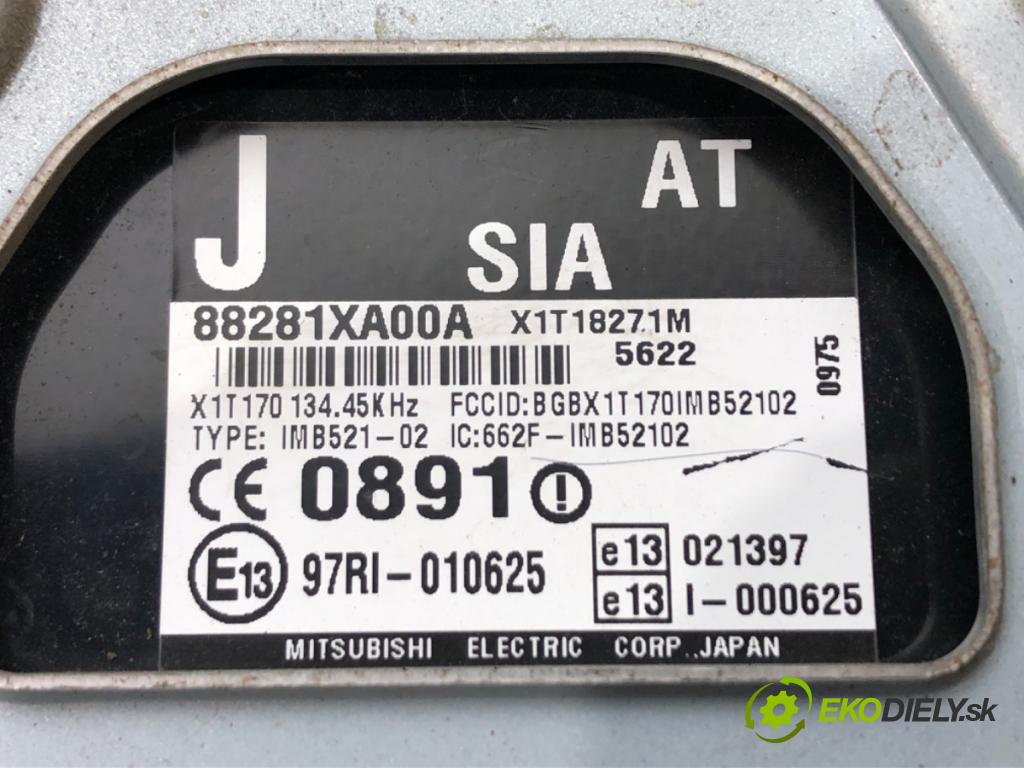 J
AT
SIA
88281XA00A X1T18271M
5622
0975
X1T170 134.45KHz FCCID:BGBX1T170IMB52102
TYPE: IMB521-02 IC:662F-IMB52102
CE 0891 !
E13 97RI-010625
e13 021397
e13 I-000625
MITSUBISHI ELECTRIC CORP. JAPAN
EKODIELY.sk